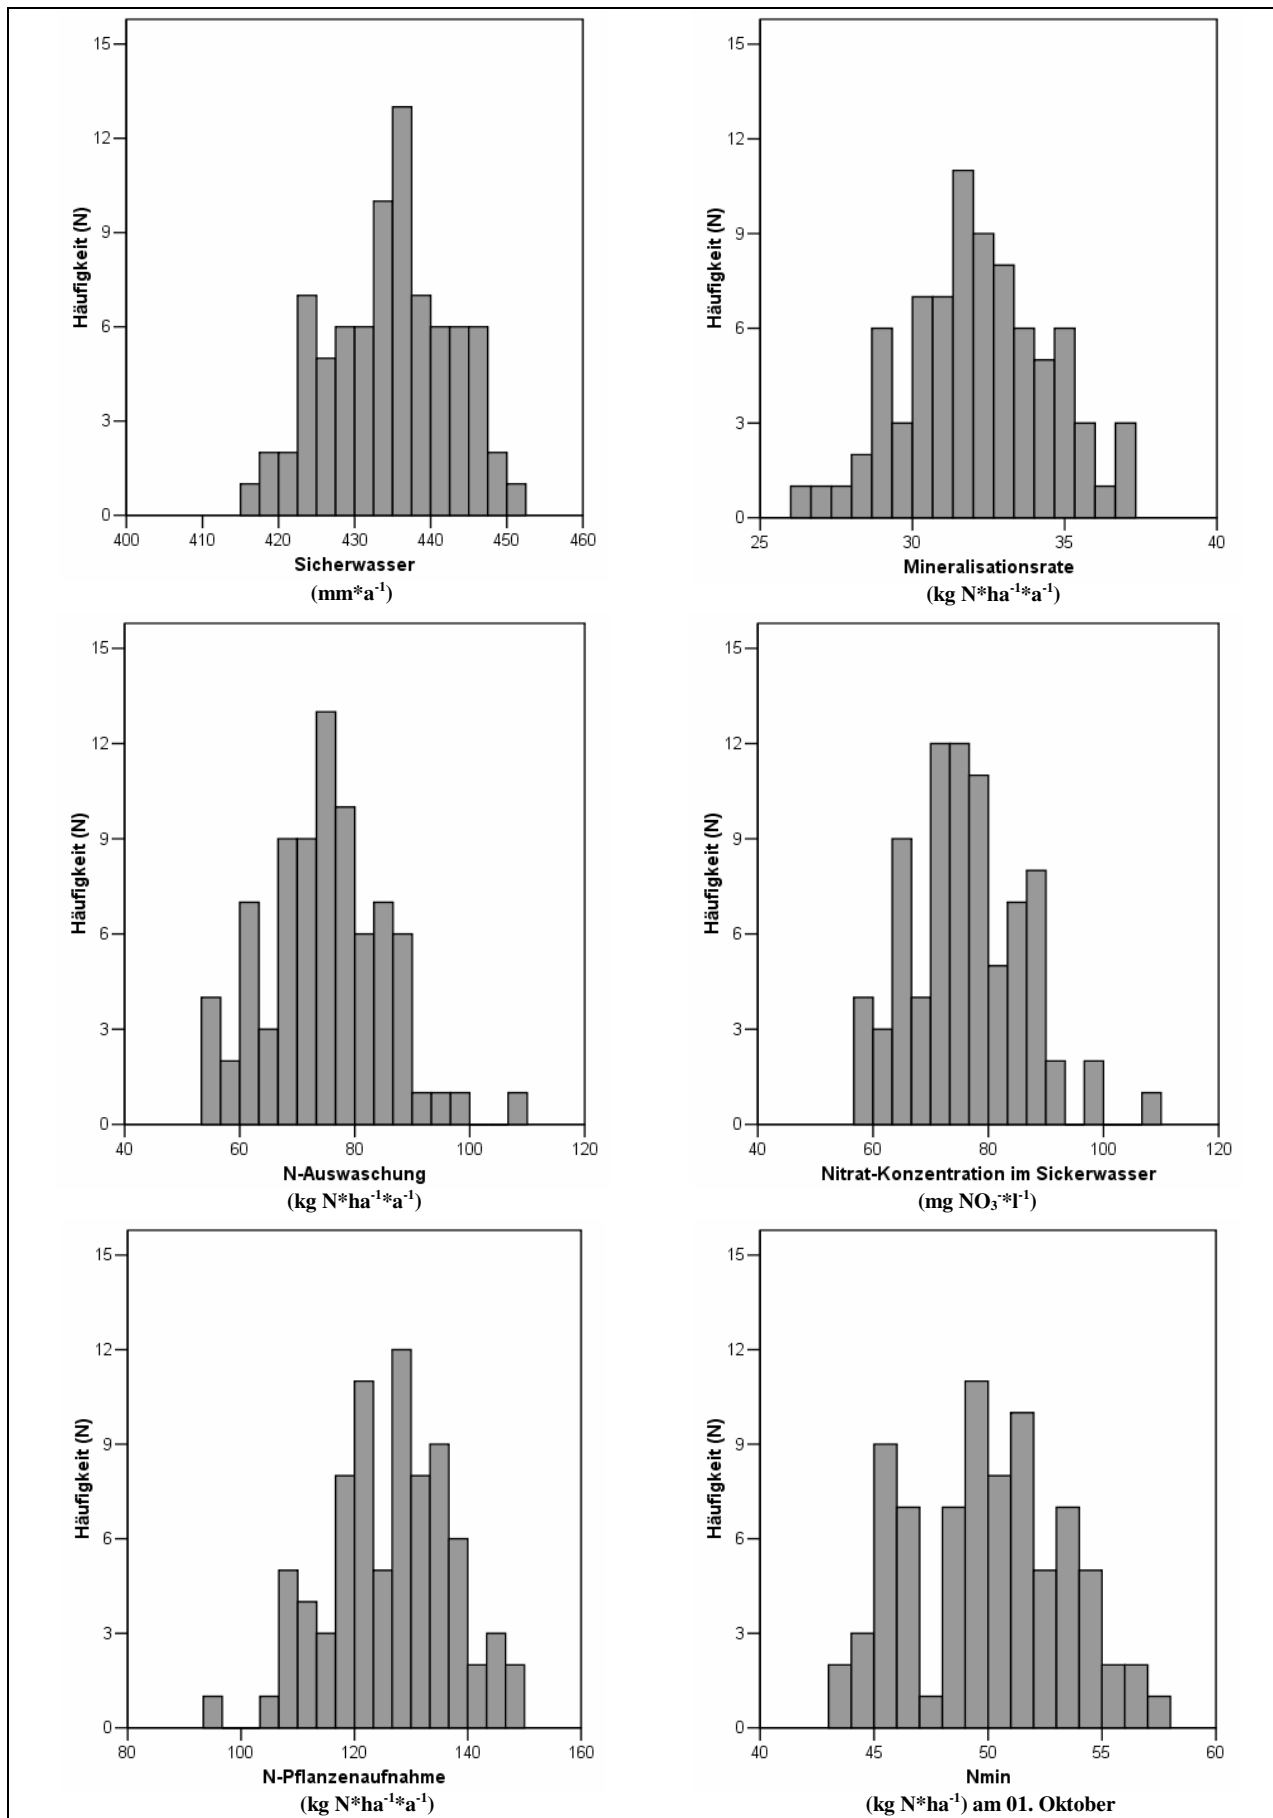 Häufigkeit (N)
15
12
9
6
3
0
400 410 420 430 440 450 460
Sicherwasser
(mm*a⁻¹)
Häufigkeit (N)
15
12
9
6
3
0
25 30 35 40
Mineralisationsrate
(kg N*ha⁻¹*a⁻¹)
Häufigkeit (N)
15
12
9
6
3
0
40 60 80 100 120
N-Auswaschung
(kg N*ha⁻¹*a⁻¹)
Häufigkeit (N)
15
12
9
6
3
0
40 60 80 100 120
Nitrat-Konzentration im Sickerwasser
(mg NO₃⁻*l⁻¹)
Häufigkeit (N)
15
12
9
6
3
0
80 100 120 140 160
N-Pflanzenaufnahme
(kg N*ha⁻¹*a⁻¹)
Häufigkeit (N)
15
12
9
6
3
0
40 45 50 55 60
Nmin
(kg N*ha⁻¹) am 01. Oktober